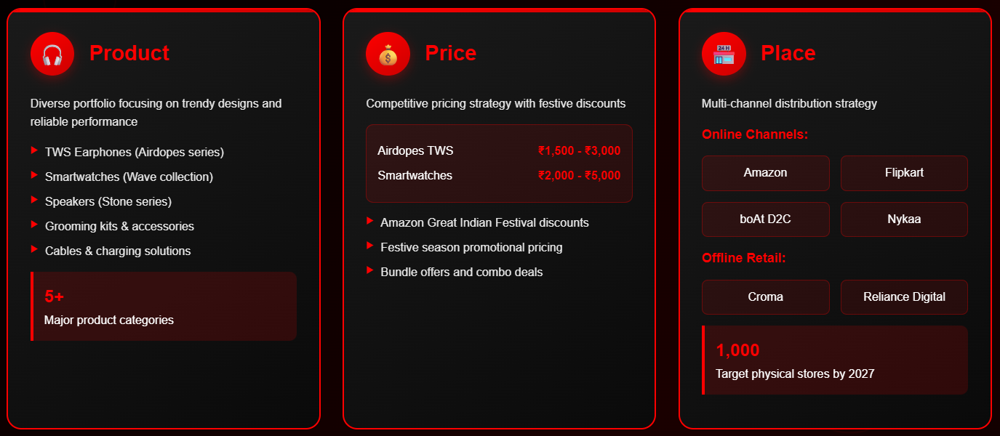 Product
Diverse portfolio focusing on trendy designs and
reliable performance
TWS Earphones (Airdopes series)
Smartwatches (Wave collection)
Speakers (Stone series)
Grooming kits & accessories
Cables & charging solutions
5+
Major product categories
Price
Competitive pricing strategy with festive discounts
Airdopes TWS ₹1,500 - ₹3,000
Smartwatches ₹2,000 - ₹5,000
Amazon Great Indian Festival discounts
Festive season promotional pricing
Bundle offers and combo deals
24 H
Place
Multi-channel distribution strategy
Online Channels:
Amazon Flipkart
boAt D2C Nykaa
Offline Retail:
Croma Reliance Digital
1,000
Target physical stores by 2027